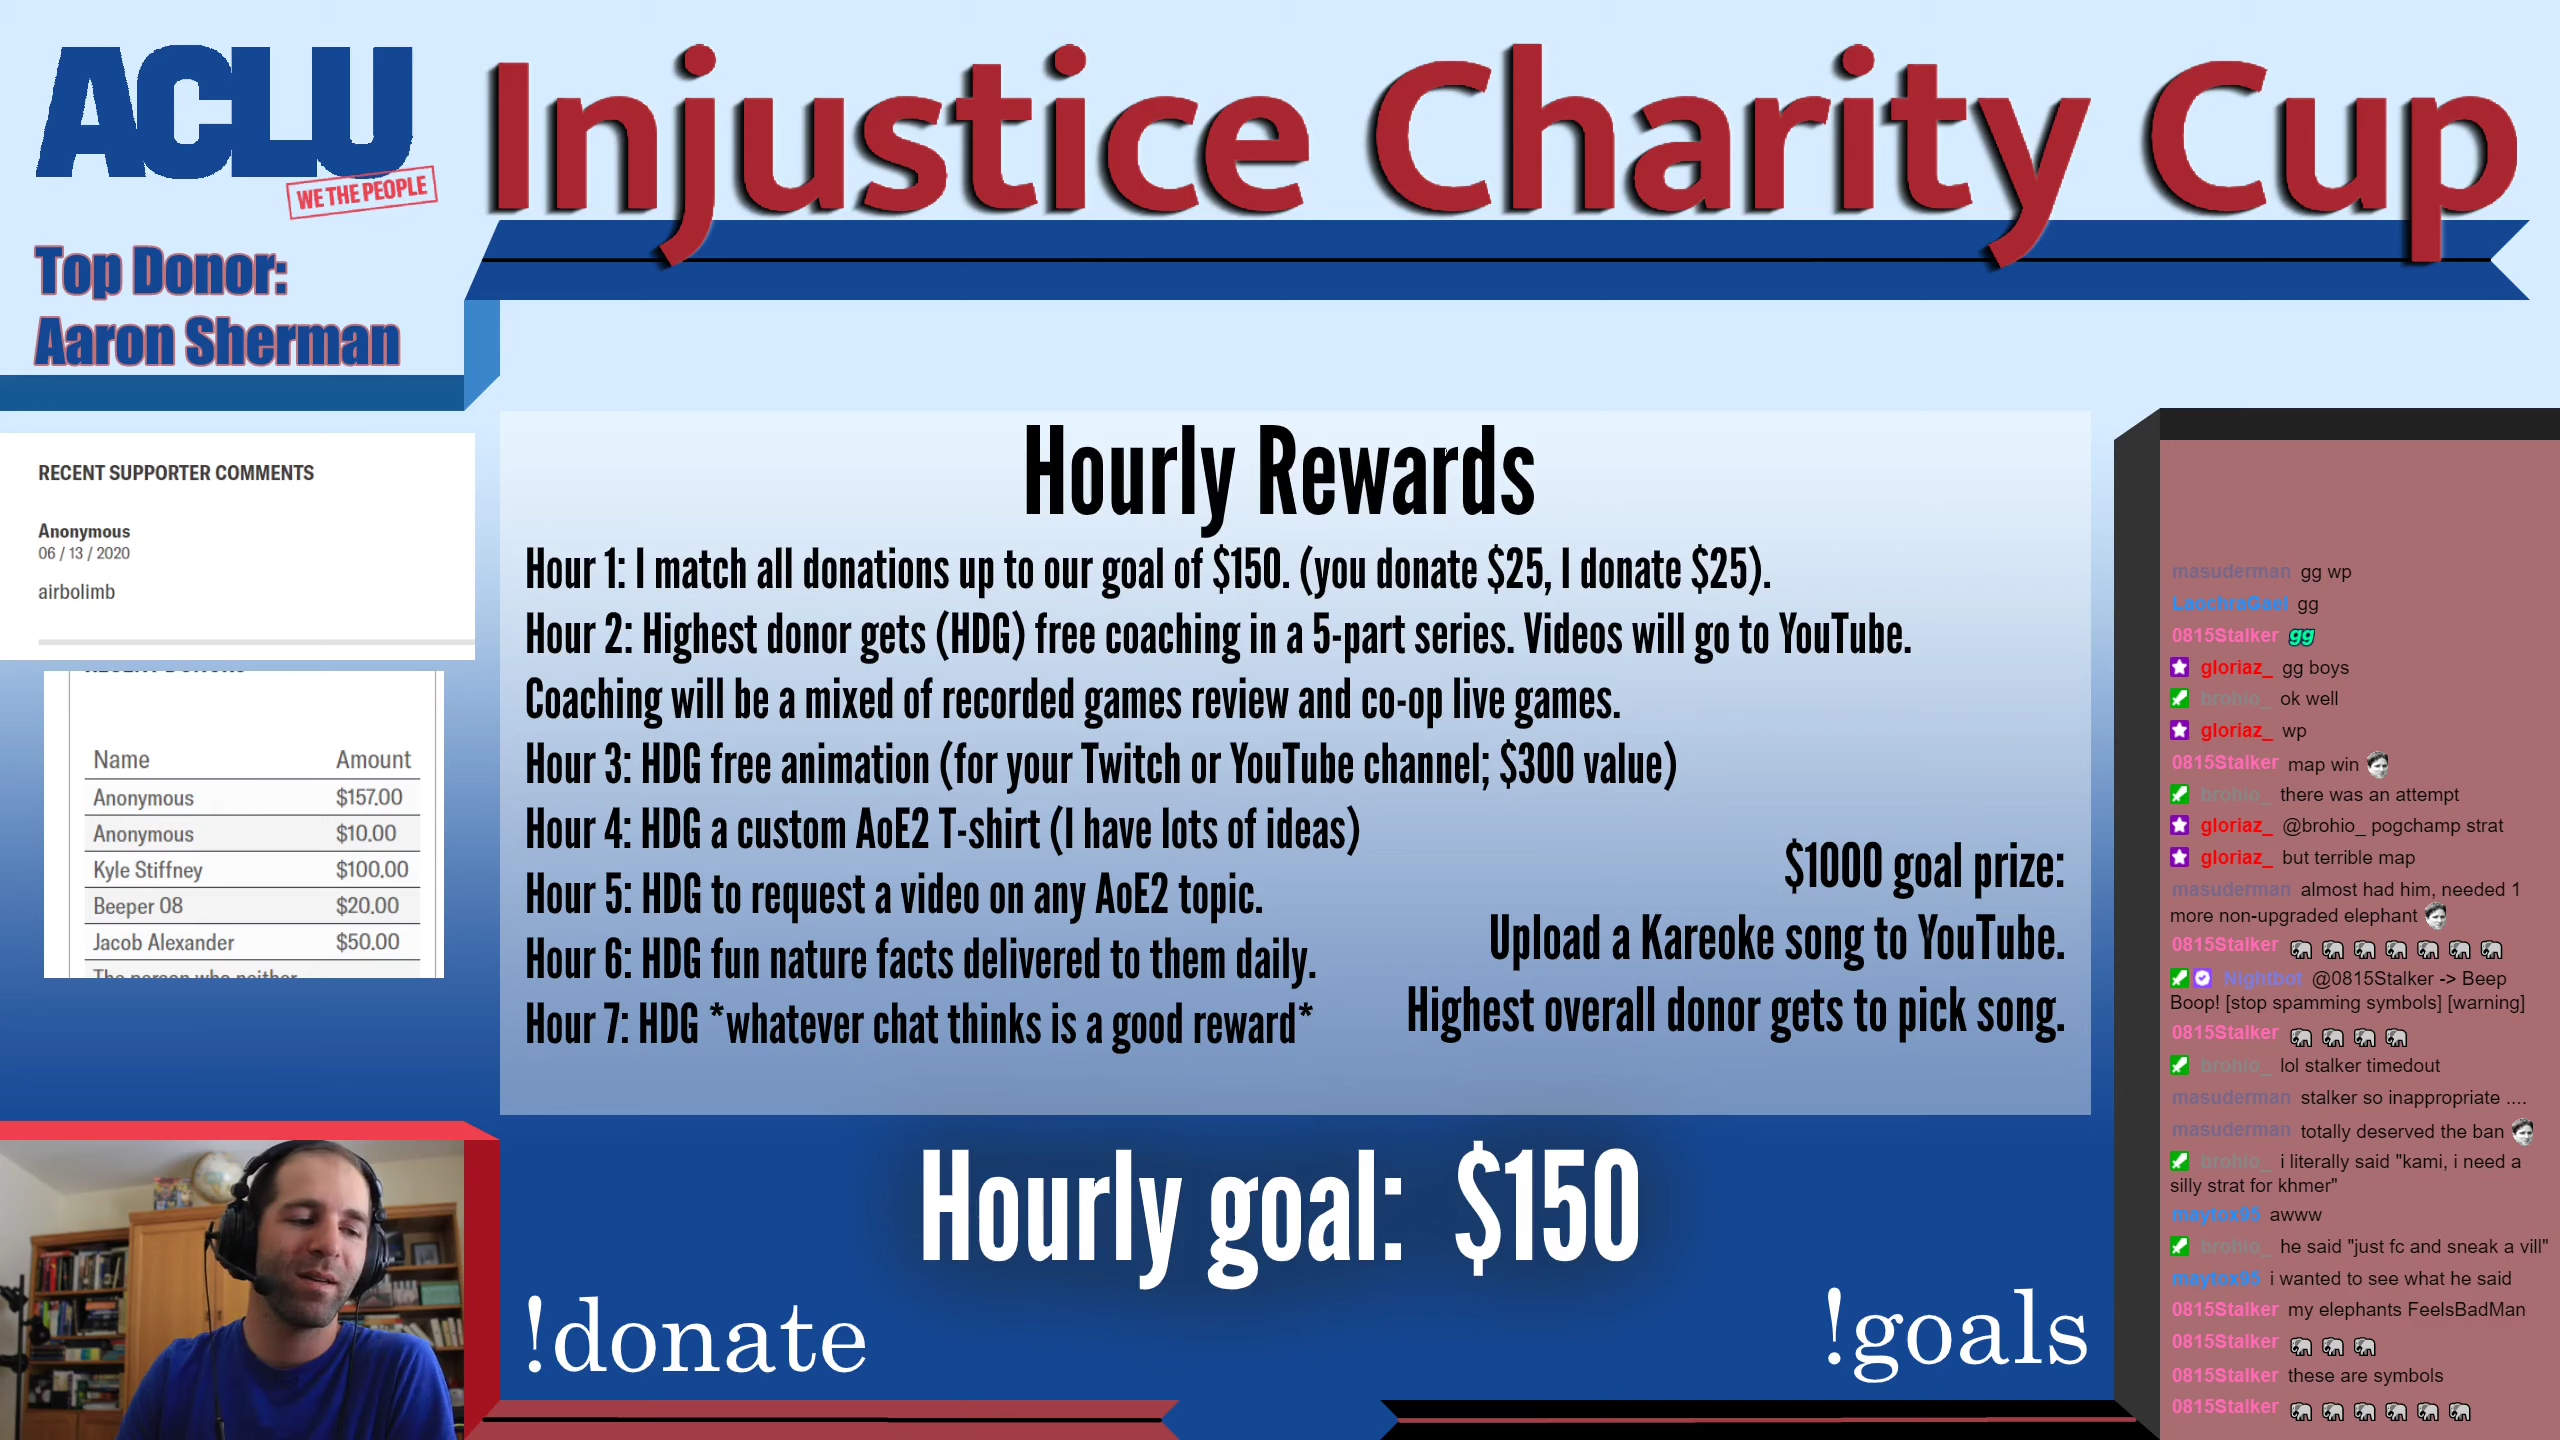 ACLU
WE THE PEOPLE
Injustice Charity Cup
Top Donor:
Aaron Sherman
RECENT SUPPORTER COMMENTS
Anonymous
06 / 13 / 2020
airbolimb
Name Amount
Anonymous $157.00
Anonymous $10.00
Kyle Stiffney $100.00
Beeper 08 $20.00
Jacob Alexander $50.00
The person who neither
Hourly Rewards
Hour 1: I match all donations up to our goal of $150. (you donate $25, I donate $25).
Hour 2: Highest donor gets (HDG) free coaching in a 5-part series. Videos will go to YouTube.
Coaching will be a mixed of recorded games review and co-op live games.
Hour 3: HDG free animation (for your Twitch or YouTube channel; $300 value)
Hour 4: HDG a custom AoE2 T-shirt (I have lots of ideas)
Hour 5: HDG to request a video on any AoE2 topic.
Hour 6: HDG fun nature facts delivered to them daily.
Hour 7: HDG *whatever chat thinks is a good reward*
$1000 goal prize:
Upload a Kareoke song to YouTube.
Highest overall donor gets to pick song.
Hourly goal: $150
!donate
!goals
masuderman gg wp
LaochraGael gg
0815Stalker gg
gloriaz_ gg boys
brohio_ ok well
gloriaz_ wp
0815Stalker map win
brohio_ there was an attempt
gloriaz_ @brohio_ pogchamp strat
gloriaz_ but terrible map
masuderman almost had him, needed 1
more non-upgraded elephant
0815Stalker
Nightbot @0815Stalker -> Beep
Boop! [stop spamming symbols] [warning]
0815Stalker
brohio_ lol stalker timedout
masuderman stalker so inappropriate ....
masuderman totally deserved the ban
brohio_ i literally said "kami, i need a
silly strat for khmer"
maytox95 awww
brohio_ he said "just fc and sneak a vill"
maytox95 i wanted to see what he said
0815Stalker my elephants FeelsBadMan
0815Stalker
0815Stalker these are symbols
0815Stalker